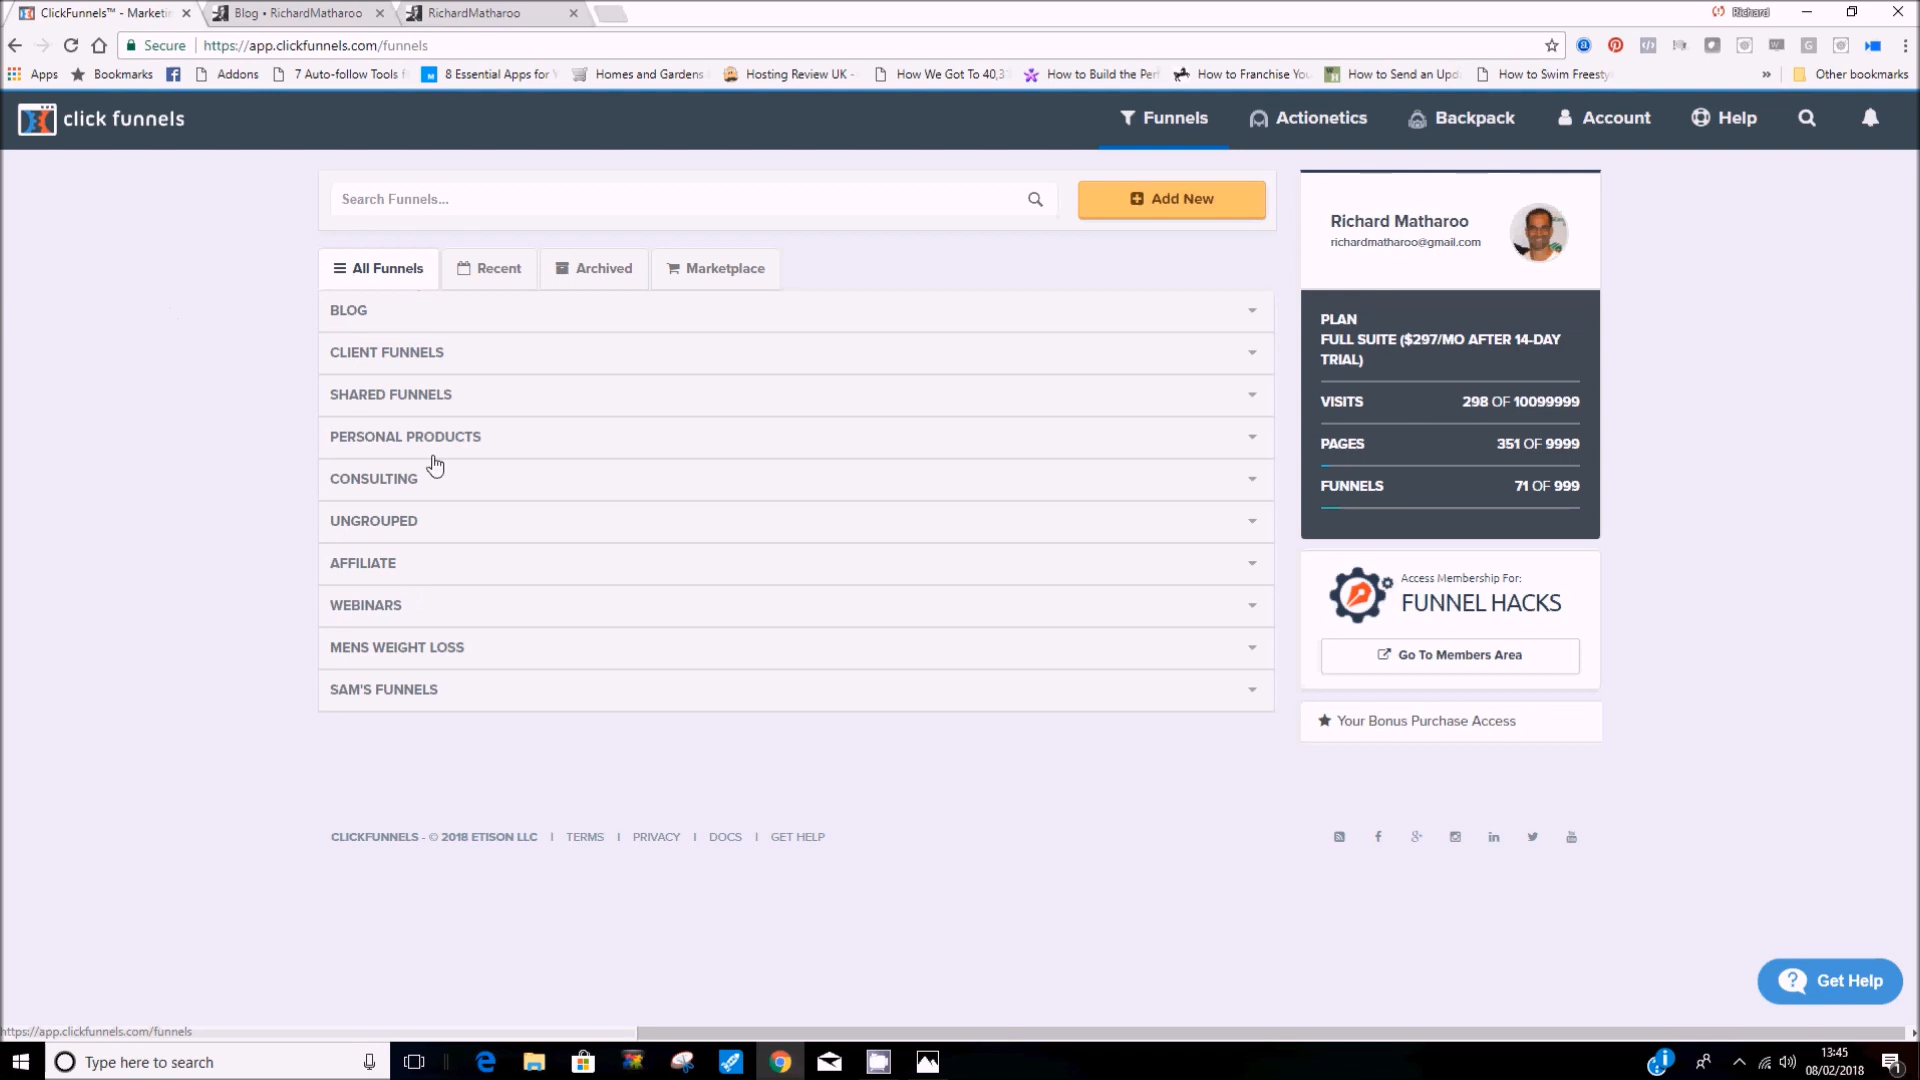 ClickFunnels™ - Marketin
Blog • RichardMatharoo
RichardMatharoo
Richard
Secure
https://app.clickfunnels.com/funnels
Apps
Bookmarks
Addons
7 Auto-follow Tools f
8 Essential Apps for
Homes and Gardens
Hosting Review UK -
How We Got To 40,3
How to Build the Per
How to Franchise You
How to Send an Upd
How to Swim Freesty
Other bookmarks
click funnels
Funnels
Actionetics
Backpack
Account
Help
Search Funnels...
Add New
Richard Matharoo
richardmatharoo@gmail.com
All Funnels
Recent
Archived
Marketplace
BLOG
CLIENT FUNNELS
SHARED FUNNELS
PERSONAL PRODUCTS
CONSULTING
UNGROUPED
AFFILIATE
WEBINARS
MENS WEIGHT LOSS
SAM'S FUNNELS
PLAN
FULL SUITE ($297/MO AFTER 14-DAY
TRIAL)
VISITS 298 OF 10099999
PAGES 351 OF 9999
FUNNELS 71 OF 999
Access Membership For:
FUNNEL HACKS
Go To Members Area
Your Bonus Purchase Access
CLICKFUNNELS - © 2018 ETISON LLC | TERMS | PRIVACY | DOCS | GET HELP
Get Help
https://app.clickfunnels.com/funnels
Type here to search
13:45
08/02/2018